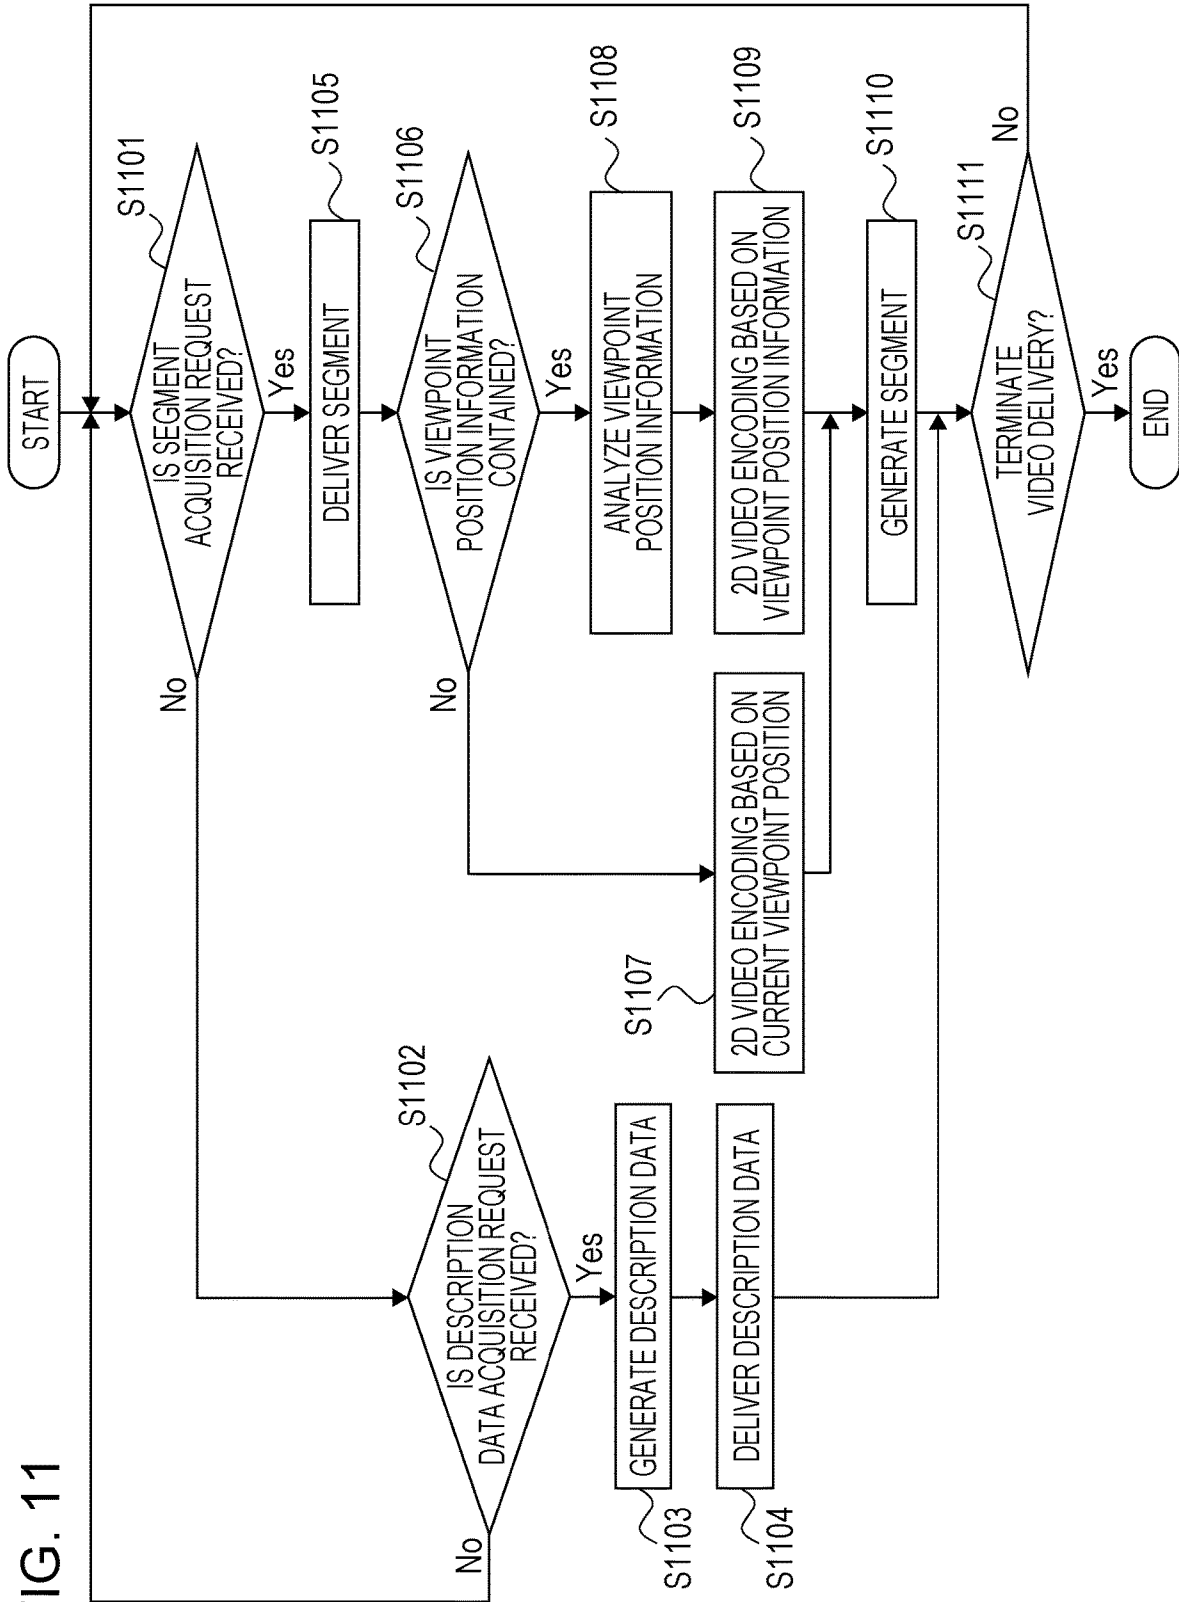 FIG. 11
START
S1101
IS SEGMENT
ACQUISITION REQUEST
RECEIVED?
No
Yes
S1102
IS DESCRIPTION
DATA ACQUISITION REQUEST
RECEIVED?
No
Yes
S1103
GENERATE DESCRIPTION DATA
S1104
DELIVER DESCRIPTION DATA
S1105
DELIVER SEGMENT
S1106
IS VIEWPOINT
POSITION INFORMATION
CONTAINED?
No
Yes
S1107
2D VIDEO ENCODING BASED ON
CURRENT VIEWPOINT POSITION
S1108
ANALYZE VIEWPOINT
POSITION INFORMATION
S1109
2D VIDEO ENCODING BASED ON
VIEWPOINT POSITION INFORMATION
S1110
GENERATE SEGMENT
S1111
TERMINATE
VIDEO DELIVERY?
No
Yes
END